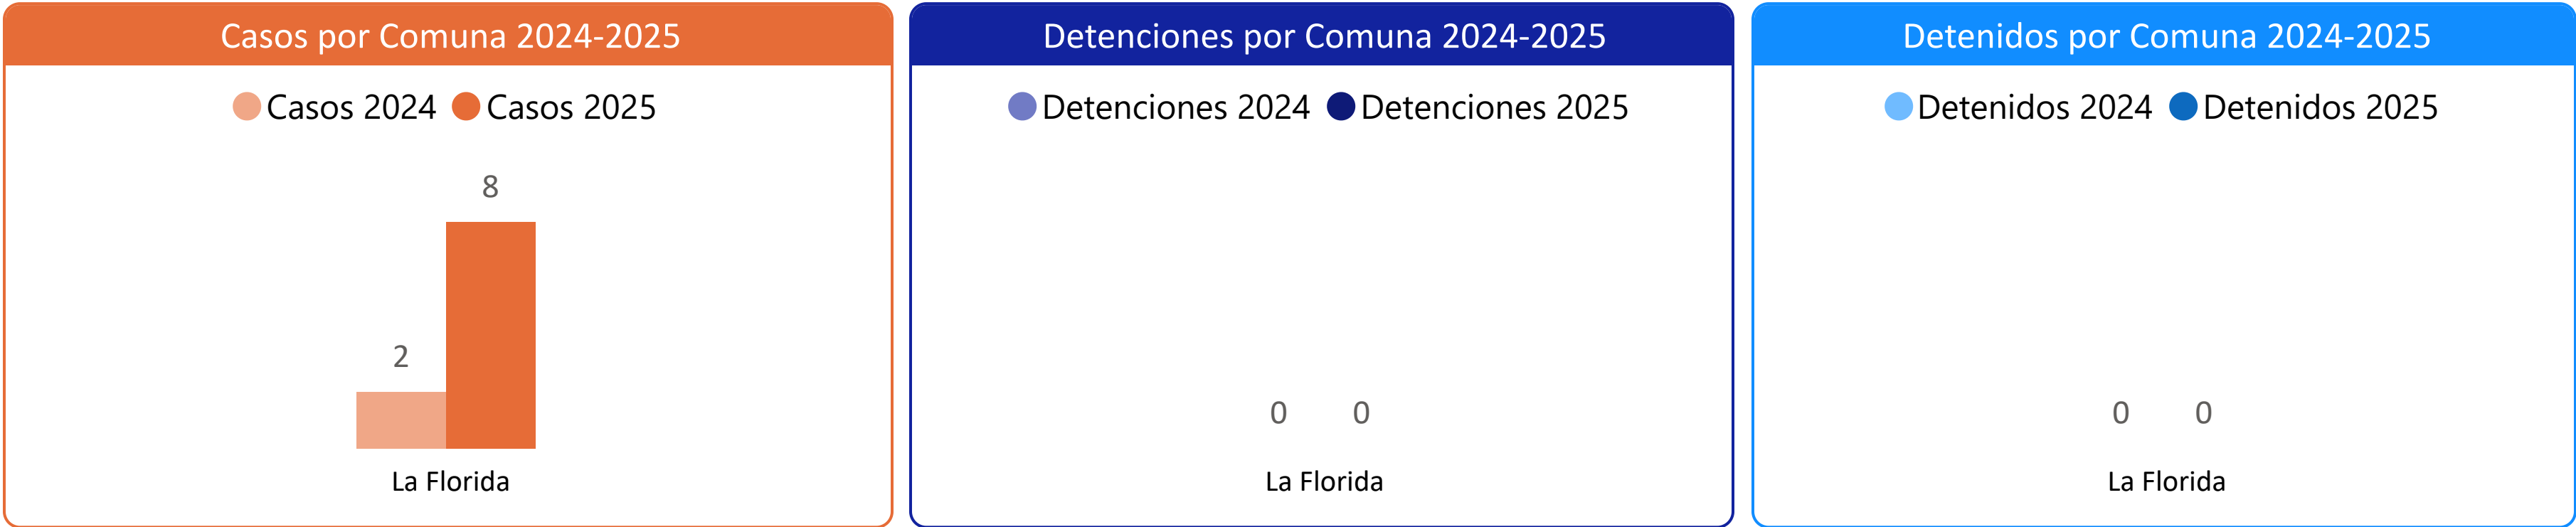 Casos por Comuna 2024-2025
Casos 2024 Casos 2025
8
2
La Florida
Detenciones por Comuna 2024-2025
Detenciones 2024 Detenciones 2025
0 0
La Florida
Detenidos por Comuna 2024-2025
Detenidos 2024 Detenidos 2025
0 0
La Florida